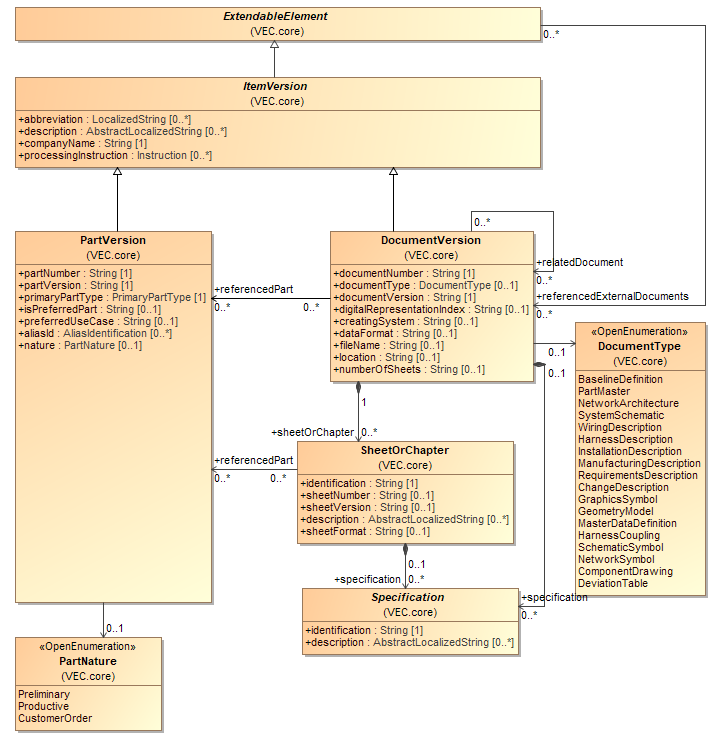 ExtendableElement
(VEC.core)
0..*
ItemVersion
(VEC.core)
+abbreviation : LocalizedString [0..*]
+description : AbstractLocalizedString [0..*]
+companyName : String [1]
+processingInstruction : Instruction [0..*]
PartVersion
(VEC.core)
+partNumber : String [1]
+partVersion : String [1]
+primaryPartType : PrimaryPartType [1]
+isPreferredPart : String [0..1]
+preferredUseCase : String [0..1]
+aliasId : AliasIdentification [0..*]
+nature : PartNature [0..1]
+referencedPart
0..*
0..*
DocumentVersion
(VEC.core)
+documentNumber : String [1]
+documentType : DocumentType [0..1]
+documentVersion : String [1]
+digitalRepresentationIndex : String [0..1]
+creatingSystem : String [0..1]
+dataFormat : String [0..1]
+fileName : String [0..1]
+location : String [0..1]
+numberOfSheets : String [0..1]
0..*
+relatedDocument
0..*
+referencedExternalDocuments
0..*
0..1
0..1
«OpenEnumeration»
DocumentType
(VEC.core)
BaselineDefinition
PartMaster
NetworkArchitecture
SystemSchematic
WiringDescription
HarnessDescription
InstallationDescription
ManufacturingDescription
RequirementsDescription
ChangeDescription
GraphicsSymbol
GeometryModel
MasterDataDefinition
HarnessCoupling
SchematicSymbol
NetworkSymbol
ComponentDrawing
DeviationTable
1
+sheetOrChapter
0..*
+referencedPart
0..*
0..*
SheetOrChapter
(VEC.core)
+identification : String [1]
+sheetNumber : String [0..1]
+sheetVersion : String [0..1]
+description : AbstractLocalizedString [0..*]
+sheetFormat : String [0..1]
0..1
+specification
0..*
+specification
0..*
Specification
(VEC.core)
+identification : String [1]
+description : AbstractLocalizedString [0..*]
0..1
«OpenEnumeration»
PartNature
(VEC.core)
Preliminary
Productive
CustomerOrder